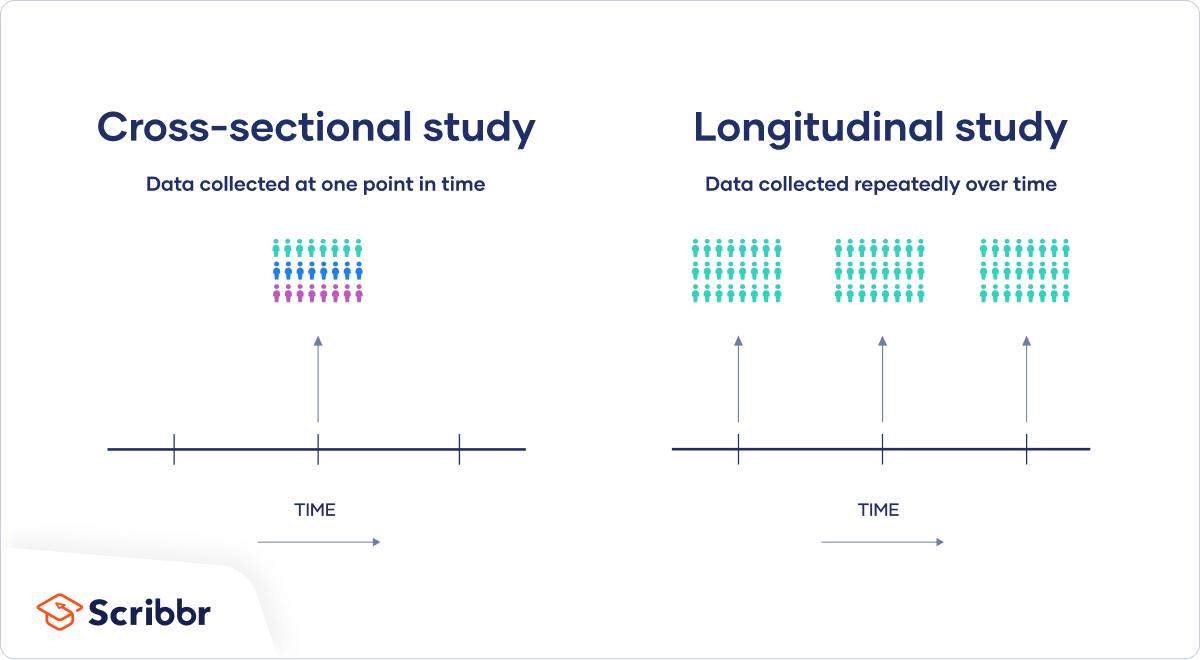 Cross-sectional study
Data collected at one point in time
TIME
Longitudinal study
Data collected repeatedly over time
TIME
Scribbr